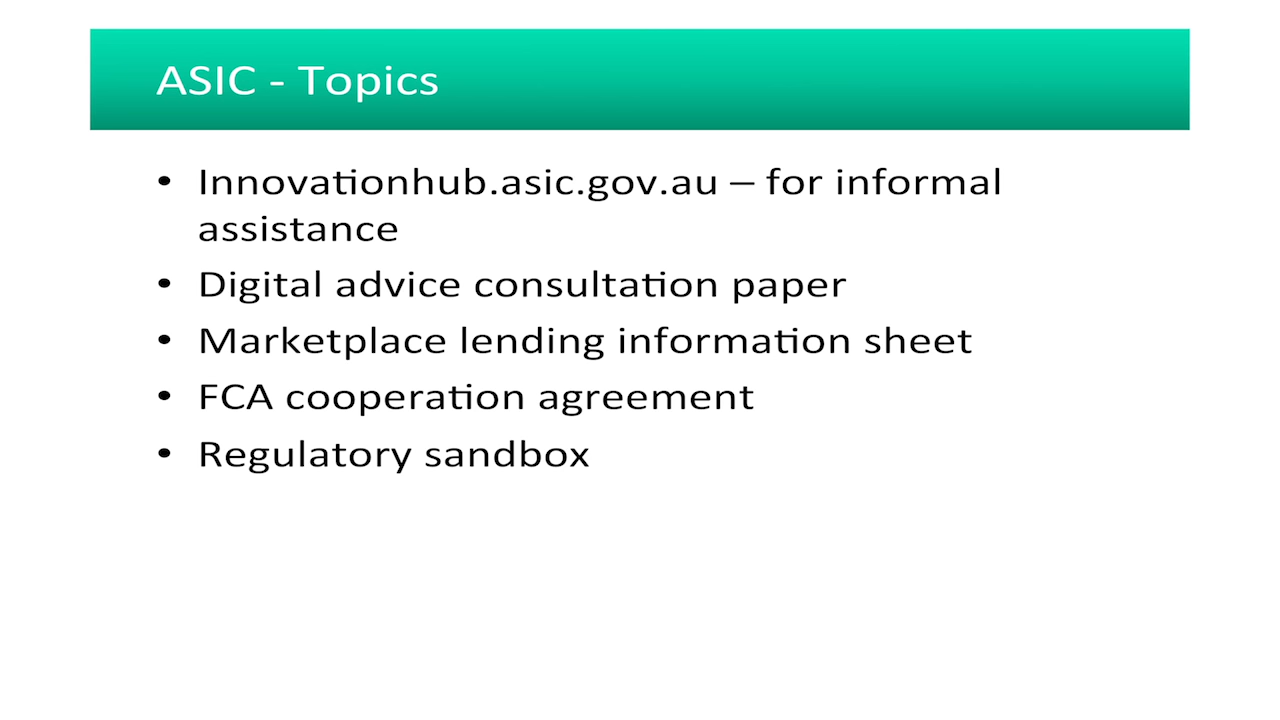 ASIC - Topics
• Innovationhub.asic.gov.au – for informal
assistance
• Digital advice consultation paper
• Marketplace lending information sheet
• FCA cooperation agreement
• Regulatory sandbox